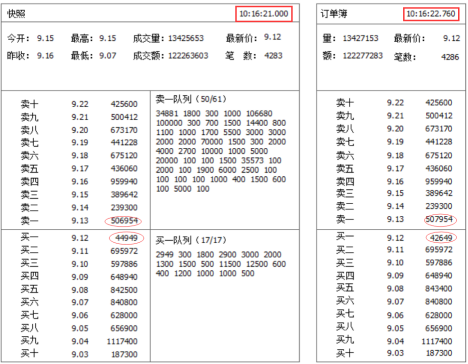 快照 10:16:21.000
今开: 9.15 最高: 9.15 成交量: 13425653 最新价: 9.12
昨收: 9.16 最低: 9.07 成交额: 122263603 笔 数: 4283
卖十 9.22 425600
卖九 9.21 500412
卖八 9.20 673170
卖七 9.19 441228
卖六 9.18 675120
卖五 9.17 436060
卖四 9.16 959940
卖三 9.15 389642
卖二 9.14 239300
卖一 9.13 506954
卖一队列 (50/61)
34881 1800 300 1000 106680
100000 300 700 1500 14400 800
1100 1000 1700 5500 3000 3000
2000 2000 70000 1500 300 2000
4000 2700 10000 1000 5000
20000 100 100 1500 35573 100
2000 100 1900 6000 2500 100
100 100 100 1000 400 1500 600
100 5000 100
买一 9.12 44949
买二 9.11 695972
买三 9.10 597886
买四 9.09 648940
买五 9.08 842500
买六 9.07 840800
买七 9.06 628000
买八 9.05 656900
买九 9.04 1117400
买十 9.03 187300
买一队列 (17/17)
2949 300 1800 2900 3000 2000
1300 1500 500 11500 12500 600
400 1200 1000 1000 500
订单簿 10:16:22.760
量: 13427153 最新价: 9.12
额: 122277283 笔数: 4286
卖十 9.22 425600
卖九 9.21 500412
卖八 9.20 673170
卖七 9.19 441228
卖六 9.18 675120
卖五 9.17 436060
卖四 9.16 959940
卖三 9.15 389642
卖二 9.14 239300
卖一 9.13 507954
买一 9.12 42649
买二 9.11 695972
买三 9.10 597886
买四 9.09 648940
买五 9.08 843400
买六 9.07 840800
买七 9.06 628000
买八 9.05 656900
买九 9.04 1117400
买十 9.03 187300